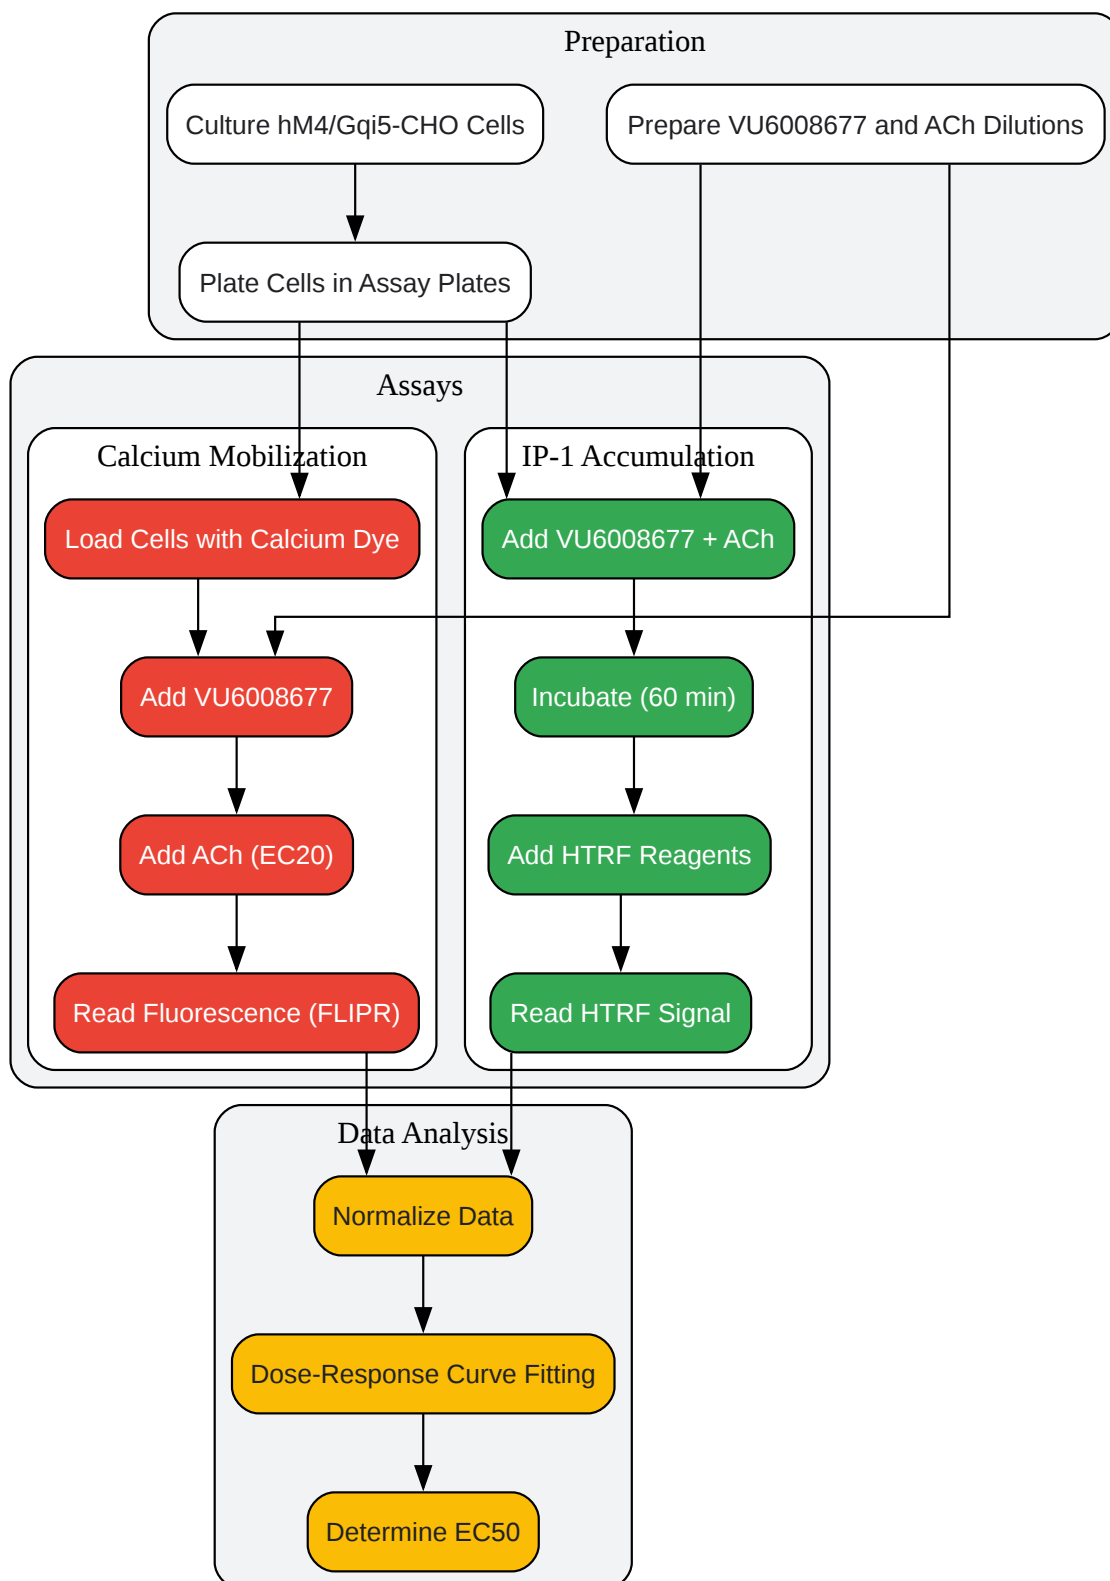 Preparation
Culture hM4/Gqi5-CHO Cells
Prepare VU6008677 and ACh Dilutions
Plate Cells in Assay Plates
Assays
Calcium Mobilization
IP-1 Accumulation
Load Cells with Calcium Dye
Add VU6008677 + ACh
Add VU6008677
Incubate (60 min)
Add ACh (EC20)
Add HTRF Reagents
Read Fluorescence (FLIPR)
Read HTRF Signal
Data Analysis
Normalize Data
Dose-Response Curve Fitting
Determine EC50